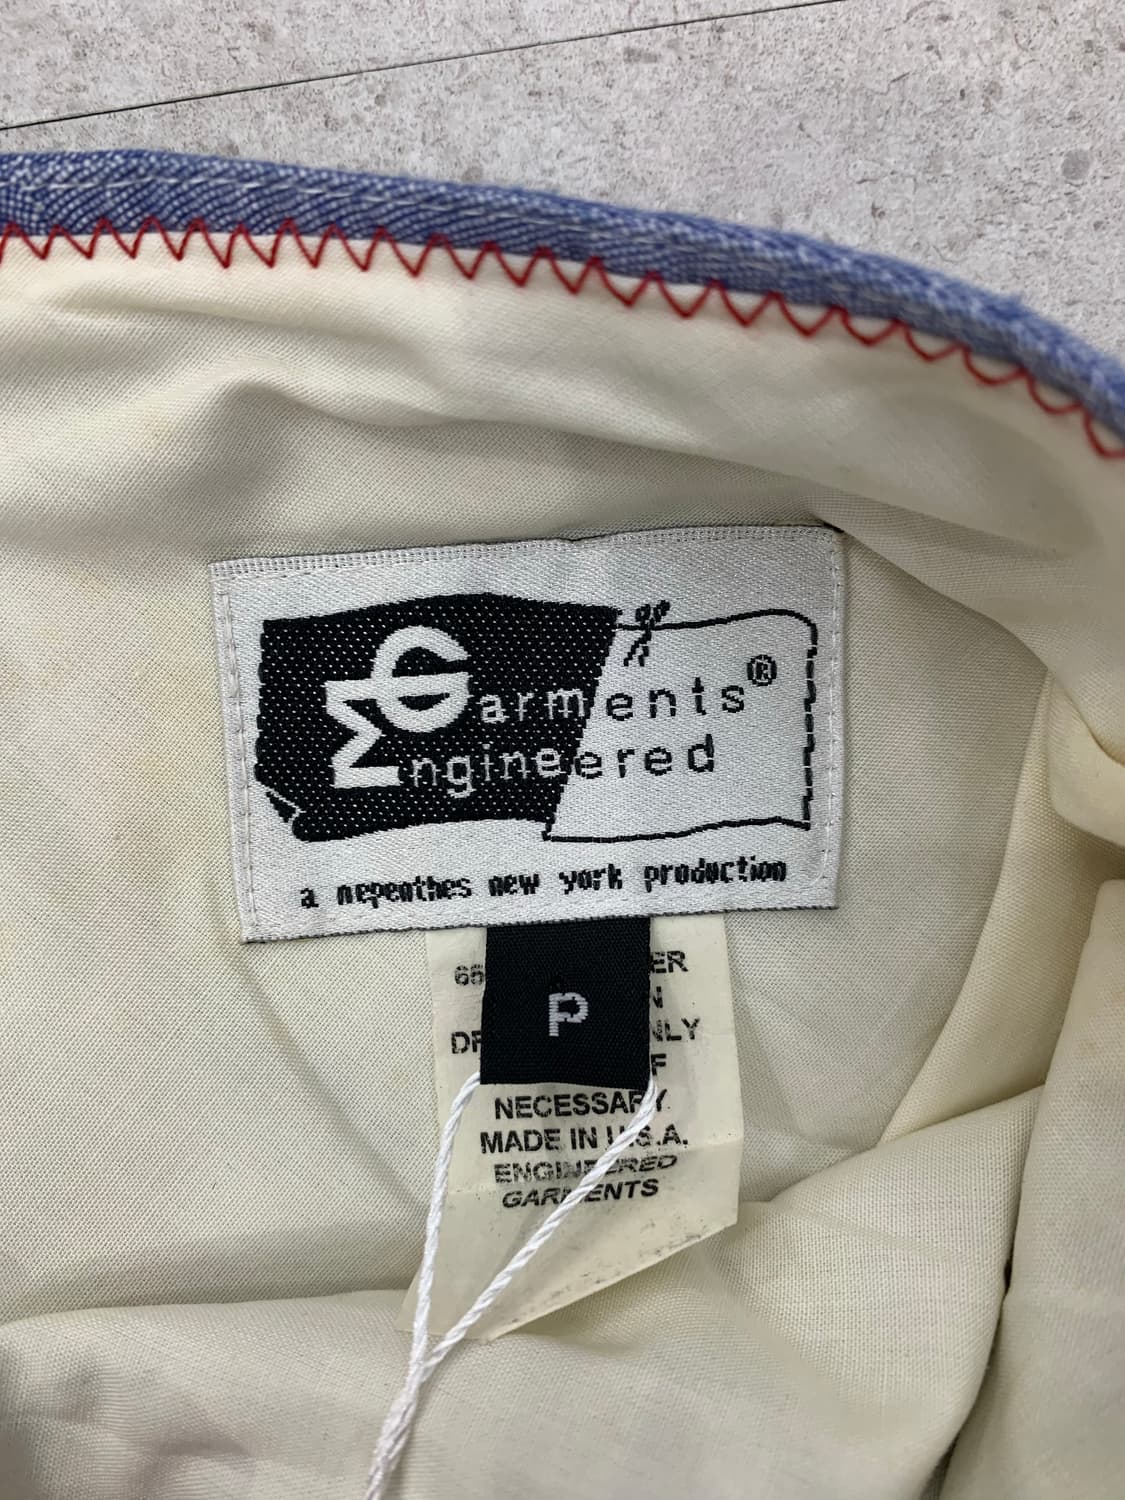 Garments®
Engineered
a nepenthes new york production
P
NECESSARY
MADE IN U.S.A.
ENGINEERED
GARMENTS